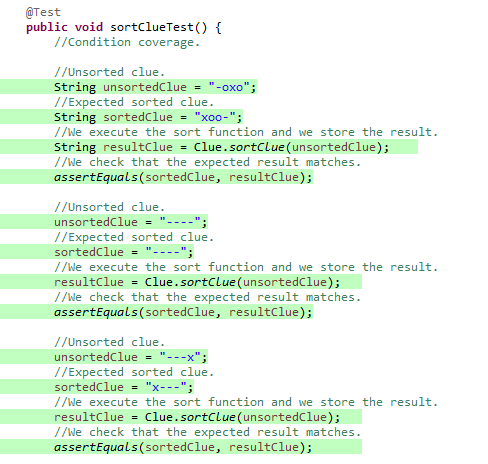 @Test
public void sortClueTest() {
//Condition coverage.
//Unsorted clue.
String unsortedClue = "-oxo";
//Expected sorted clue.
String sortedClue = "xoo-";
//We execute the sort function and we store the result.
String resultClue = Clue.sortClue(unsortedClue);
//We check that the expected result matches.
assertEquals(sortedClue, resultClue);
//Unsorted clue.
unsortedClue = "----";
//Expected sorted clue.
sortedClue = "----";
//We execute the sort function and we store the result.
resultClue = Clue.sortClue(unsortedClue);
//We check that the expected result matches.
assertEquals(sortedClue, resultClue);
//Unsorted clue.
unsortedClue = "---x";
//Expected sorted clue.
sortedClue = "x---";
//We execute the sort function and we store the result.
resultClue = Clue.sortClue(unsortedClue);
//We check that the expected result matches.
assertEquals(sortedClue, resultClue);